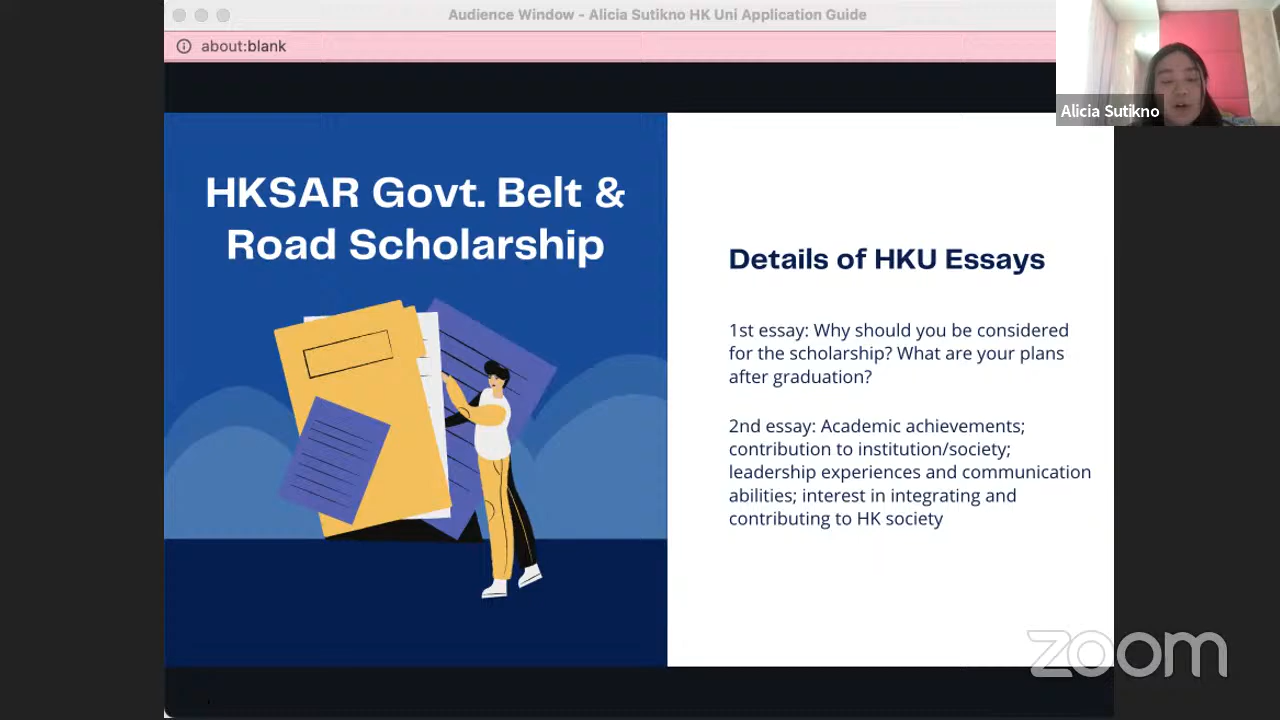 Audience Window - Alicia Sutikno HK Uni Application Guide
about:blank
Alicia Sutikno
HKSAR Govt. Belt &
Road Scholarship
Details of HKU Essays
1st essay: Why should you be considered
for the scholarship? What are your plans
after graduation?
2nd essay: Academic achievements;
contribution to institution/society;
leadership experiences and communication
abilities; interest in integrating and
contributing to HK society
zoom